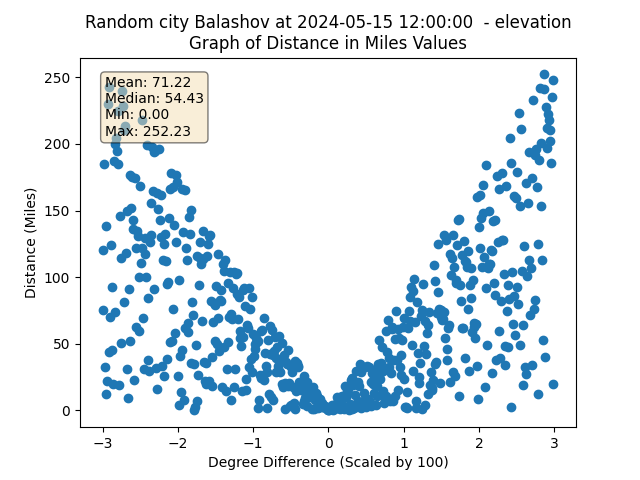 Random city Balashov at 2024-05-15 12:00:00  - elevation
Graph of Distance in Miles Values
Mean: 71.22
Median: 54.43
Min: 0.00
Max: 252.23
250
200
150
100
50
0
Distance (Miles)
−3
−2
−1
0
1
2
3
Degree Difference (Scaled by 100)